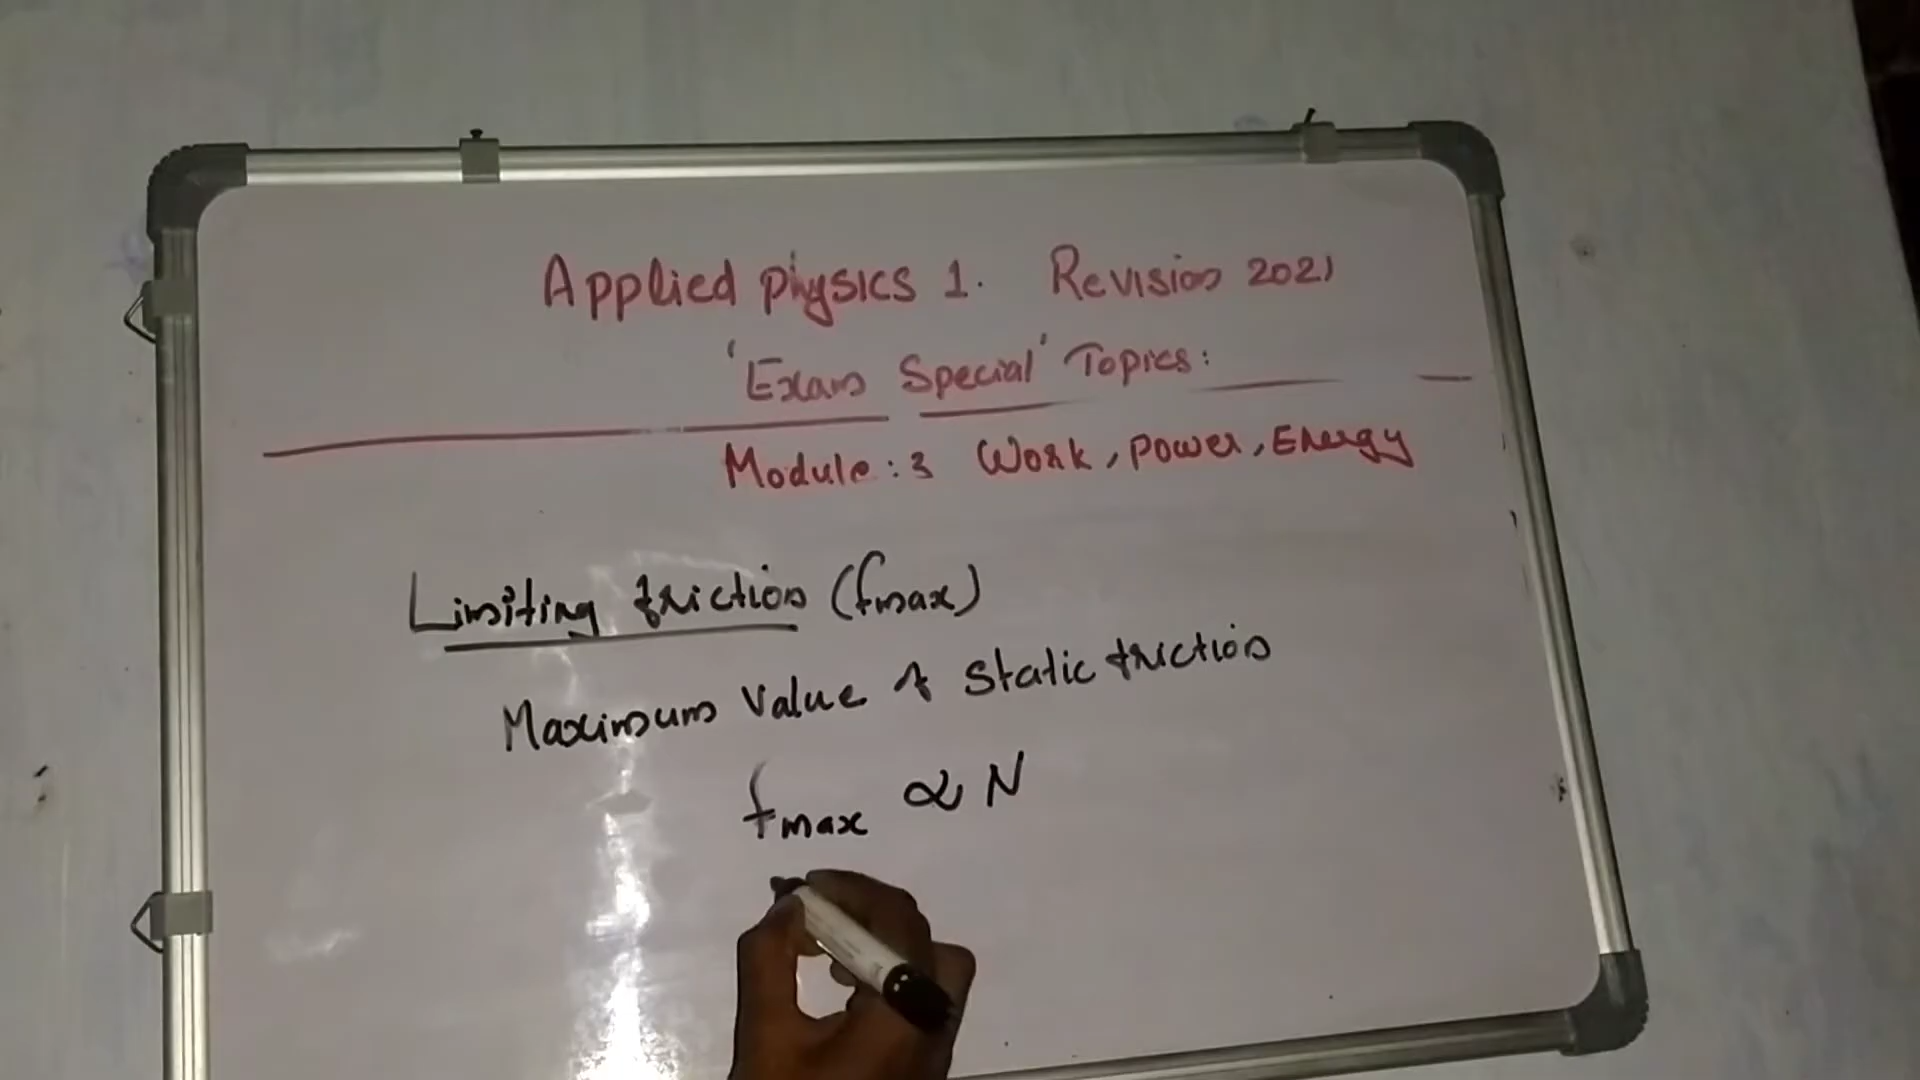 Applied Physics 1. Revision 2021
'Exam Special' Topics:
Module: 3 Work, Power, Energy
Limiting friction (fmax)
Maximum Value of Static friction
fmax ∝ N